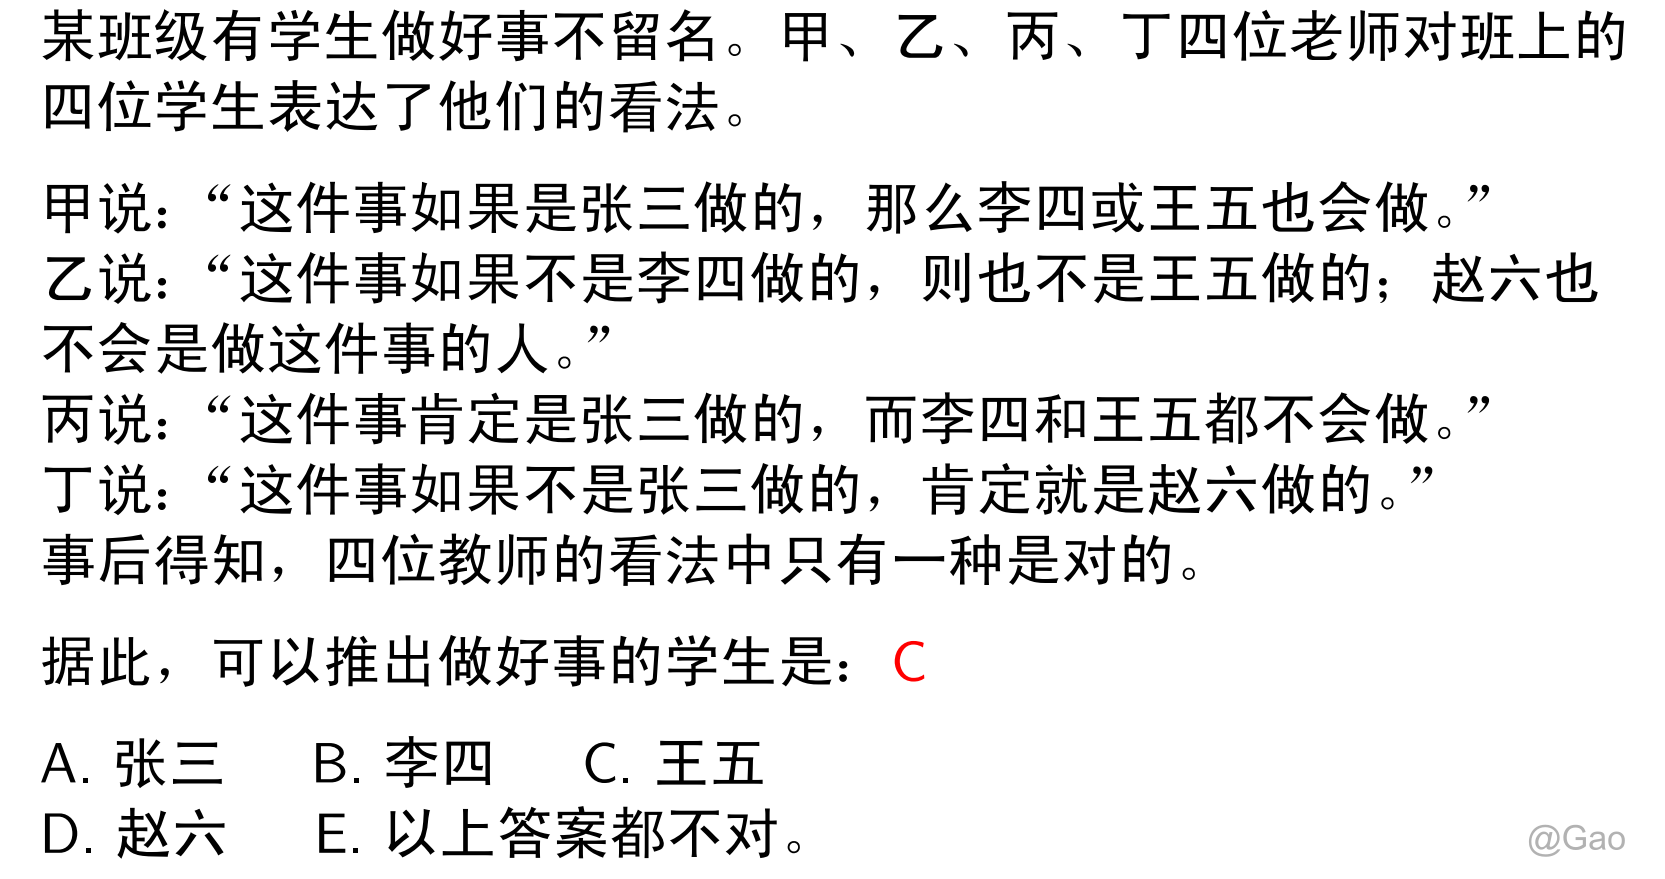 某班级有学生做好事不留名。甲、乙、丙、丁四位老师对班上的
四位学生表达了他们的看法。
甲说：“这件事如果是张三做的，那么李四或王五也会做。”
乙说：“这件事如果不是李四做的，则也不是王五做的；赵六也
不会是做这件事的人。”
丙说：“这件事肯定是张三做的，而李四和王五都不会做。”
丁说：“这件事如果不是张三做的，肯定就是赵六做的。”
事后得知，四位教师的看法中只有一种是对的。
据此，可以推出做好事的学生是：C
A. 张三 B. 李四 C. 王五
D. 赵六 E. 以上答案都不对。
@Gao